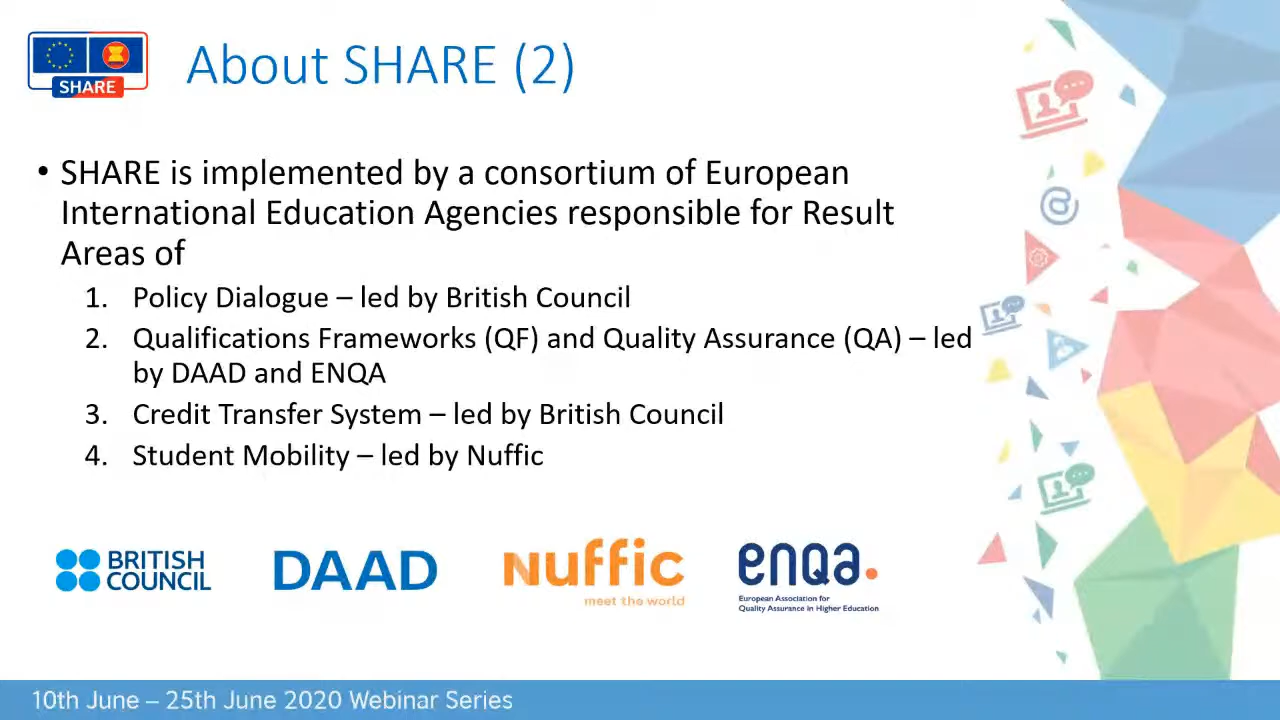 SHARE
About SHARE (2)
• SHARE is implemented by a consortium of European
International Education Agencies responsible for Result
Areas of
1. Policy Dialogue – led by British Council
2. Qualifications Frameworks (QF) and Quality Assurance (QA) – led
by DAAD and ENQA
3. Credit Transfer System – led by British Council
4. Student Mobility – led by Nuffic
BRITISH
COUNCIL
DAAD
nuffic
meet the world
enqa.
European Association for
Quality Assurance in Higher Education
@
10th June – 25th June 2020 Webinar Series